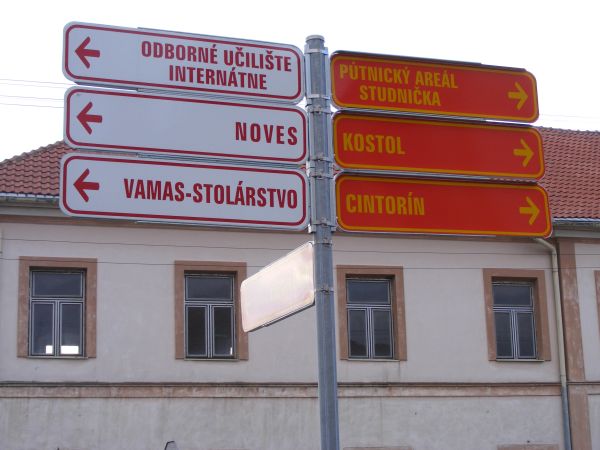 ODBORNÉ UČILIŠTE
INTERNÁTNE
NOVES
VAMAS-STOLÁRSTVO
PÚTNICKÝ AREÁL
STUDNIČKA
KOSTOL
CINTORÍN